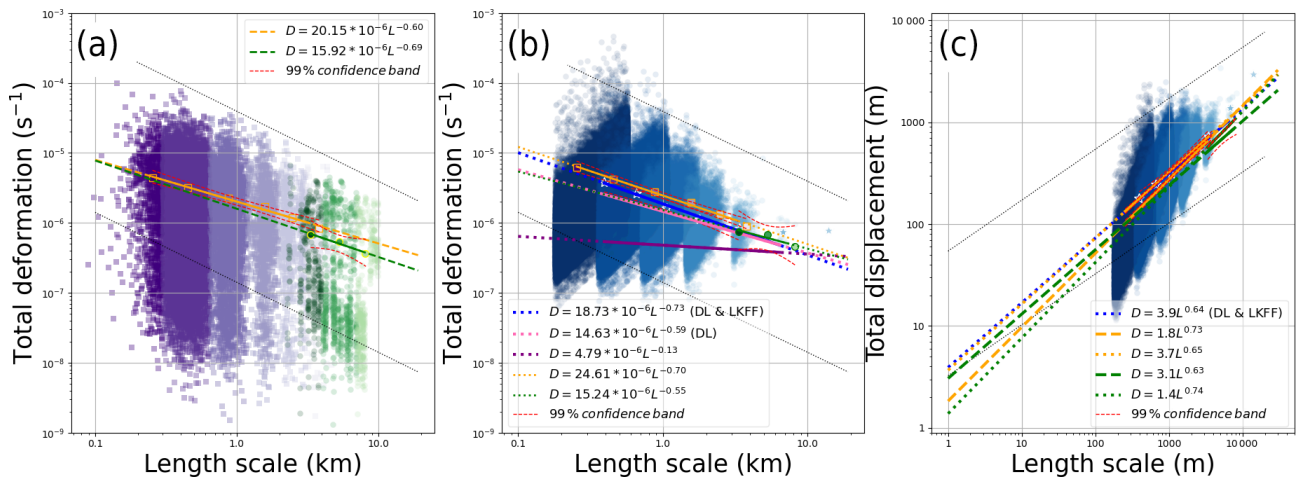 (a)
D = 20.15 * 10^−6 L^−0.60
D = 15.92 * 10^−6 L^−0.69
99% confidence band
Total deformation (s^−1)
10^−3
10^−4
10^−5
10^−6
10^−7
10^−8
10^−9
0.1
1.0
10.0
Length scale (km)
(b)
Total deformation (s^−1)
10^−3
10^−4
10^−5
10^−6
10^−7
10^−8
10^−9
D = 18.73 * 10^−6 L^−0.73 (DL & LKFF)
D = 14.63 * 10^−6 L^−0.59 (DL)
D = 4.79 * 10^−6 L^−0.13
D = 24.61 * 10^−6 L^−0.70
D = 15.24 * 10^−6 L^−0.55
99% confidence band
0.1
1.0
10.0
Length scale (km)
(c)
Total displacement (m)
10 000
1000
100
10
1
D = 3.9L^0.64 (DL & LKFF)
D = 1.8L^0.73
D = 3.7L^0.65
D = 3.1L^0.63
D = 1.4L^0.74
99% confidence band
1
10
100
1000
10 000
Length scale (m)